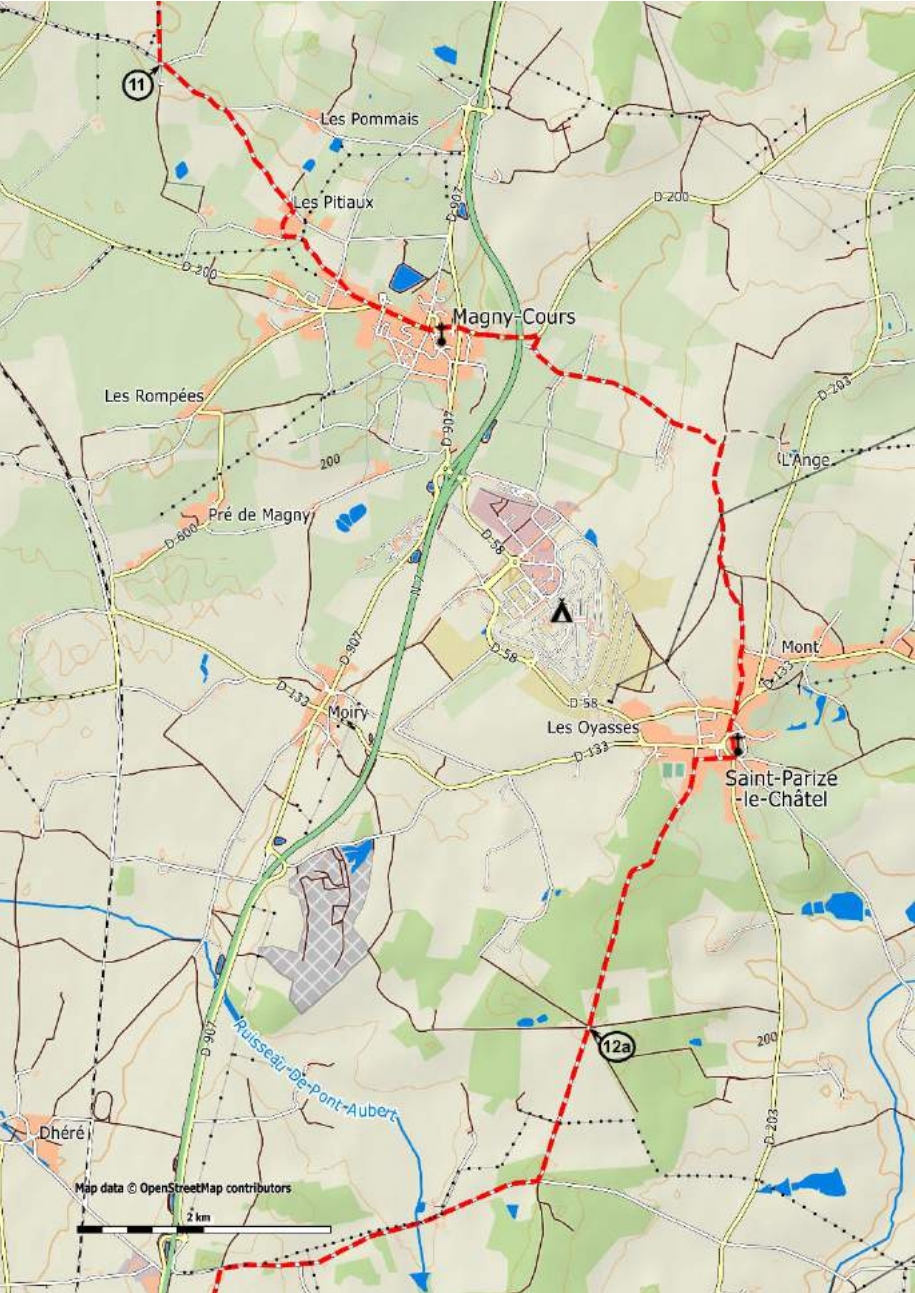 11
Les Pommais
Les Pitiaux
D 907
D 200
D 200
Magny-Cours
Les Rompées
D 203
D 907
200
L'Ange
Pré de Magny
D 600
D 58
N 7
D 907
D 58
Mont
D 133
D 133
D 58
Moiry
Les Oyasses
D 133
Saint-Parize
-le-Châtel
D 907
Ruisseau-De-Pont-Aubert
12a
200
D 203
Dhéré
Map data © OpenStreetMap contributors
2 km